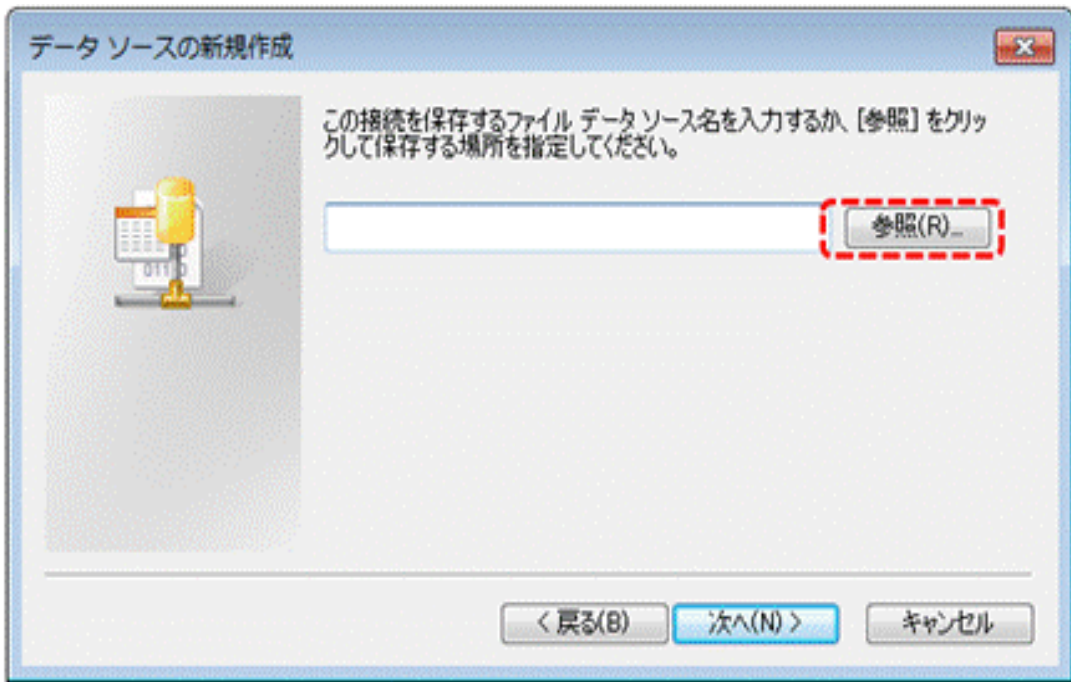 データ ソースの新規作成
この接続を保存するファイル データ ソース名を入力するか、[参照] をクリッ
クして保存する場所を指定してください。
参照(R)...
01110
< 戻る(B)
次へ(N) >
キャンセル